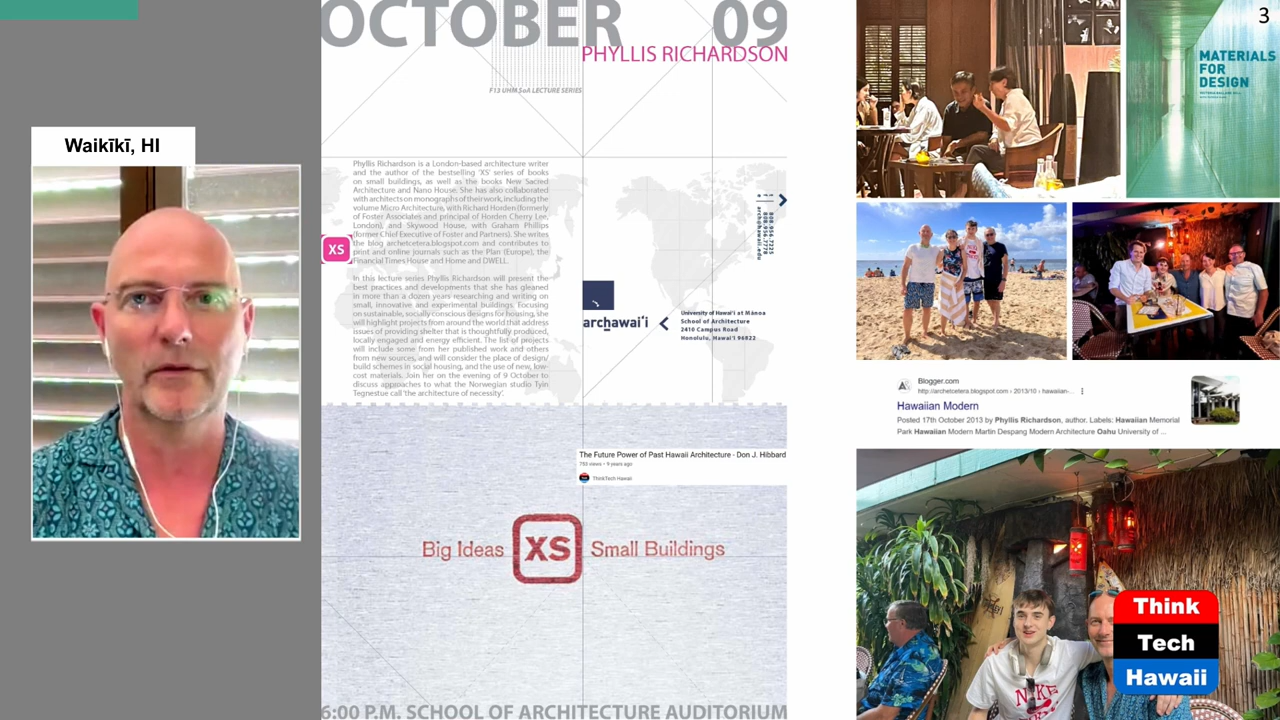 Waikīkī, HI
OCTOBER 09
PHYLLIS RICHARDSON
F13 UHM SoA LECTURE SERIES
Phyllis Richardson is a London-based architecture writer
and the author of the bestselling 'XS' series of books
on small buildings, as well as the books New Sacred
Architecture and Nano House. She has also collaborated
with architects on monographs of their work, including the
volume Micro Architecture, with Richard Horden (formerly
of Foster Associates and principal of Horden Cherry Lee,
London), and Skywood House, with Graham Phillips
(former Chief Executive of Foster and Partners). She writes
the blog archetcetera.blogspot.com and contributes to
print and online journals such as the Plan (Europe), the
Financial Times House and Home and DWELL.
XS
In this lecture series Phyllis Richardson will present the
best practices and developments that she has gleaned
in more than a dozen years researching and writing on
small, innovative and experimental buildings. Focusing
on sustainable, socially conscious designs for housing, she
will highlight projects from around the world that address
issues of providing shelter that is thoughtfully produced,
locally engaged and energy efficient. The list of projects
will include some from her published work and others
from new sources, and will consider the place of design/
build schemes in social housing, and the use of new, low-
cost materials. Join her on the evening of 9 October to
discuss approaches to what the Norwegian studio Tyin
Tegnestue call 'the architecture of necessity'.
archawai'i
University of Hawai'i at Mānoa
School of Architecture
2410 Campus Road
Honolulu, Hawai'i 96822
The Future Power of Past Hawaii Architecture - Don J. Hibbard
753 views • 9 years ago
ThinkTech Hawaii
Big Ideas XS Small Buildings
6:00 P.M. SCHOOL OF ARCHITECTURE AUDITORIUM
3
MATERIALS
FOR
DESIGN
Blogger.com
http://archetcetera.blogspot.com › 2013/10 › hawaiian-...
Hawaiian Modern
Posted 17th October 2013 by Phyllis Richardson, author. Labels: Hawaiian Memorial
Park Hawaiian Modern Martin Despang Modern Architecture Oahu University of ...
Think
Tech
Hawaii